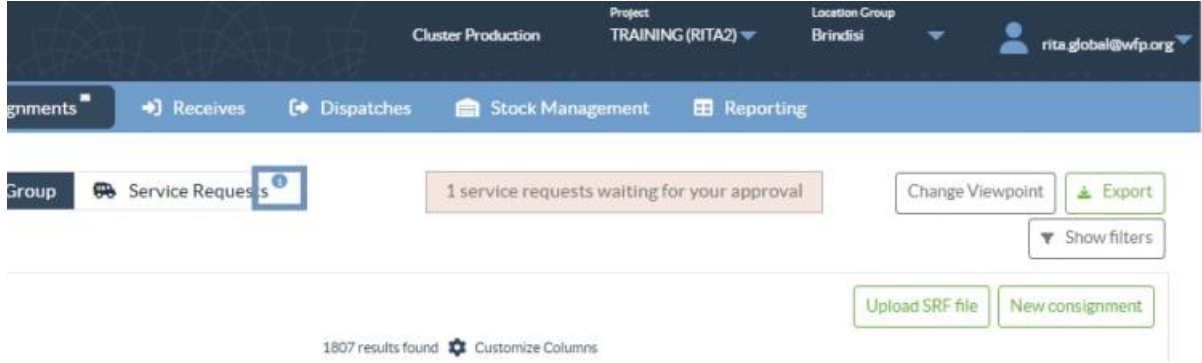 Project
Location Group
Cluster Production
TRAINING (RITA2)
Brindisi
rita.global@wfp.org
gnments
Receives
Dispatches
Stock Management
Reporting
Group
Service Requests
1
1 service requests waiting for your approval
Change Viewpoint
Export
Show filters
Upload SRF file
New consignment
1807 results found
Customize Columns